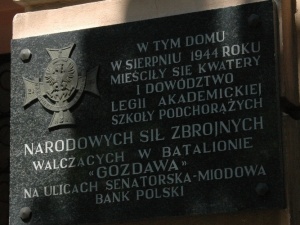 W TYM DOMU
W SIERPNIU 1944 ROKU
MIEŚCIŁY SIĘ KWATERY
I DOWÓDZTWO
LEGII AKADEMICKIEJ
SZKOŁY PODCHORĄŻYCH
NARODOWYCH SIŁ ZBROJNYCH
WALCZĄCYCH W BATALIONIE
«GOZDAWA»
NA ULICACH SENATORSKA-MIODOWA
BANK POLSKI